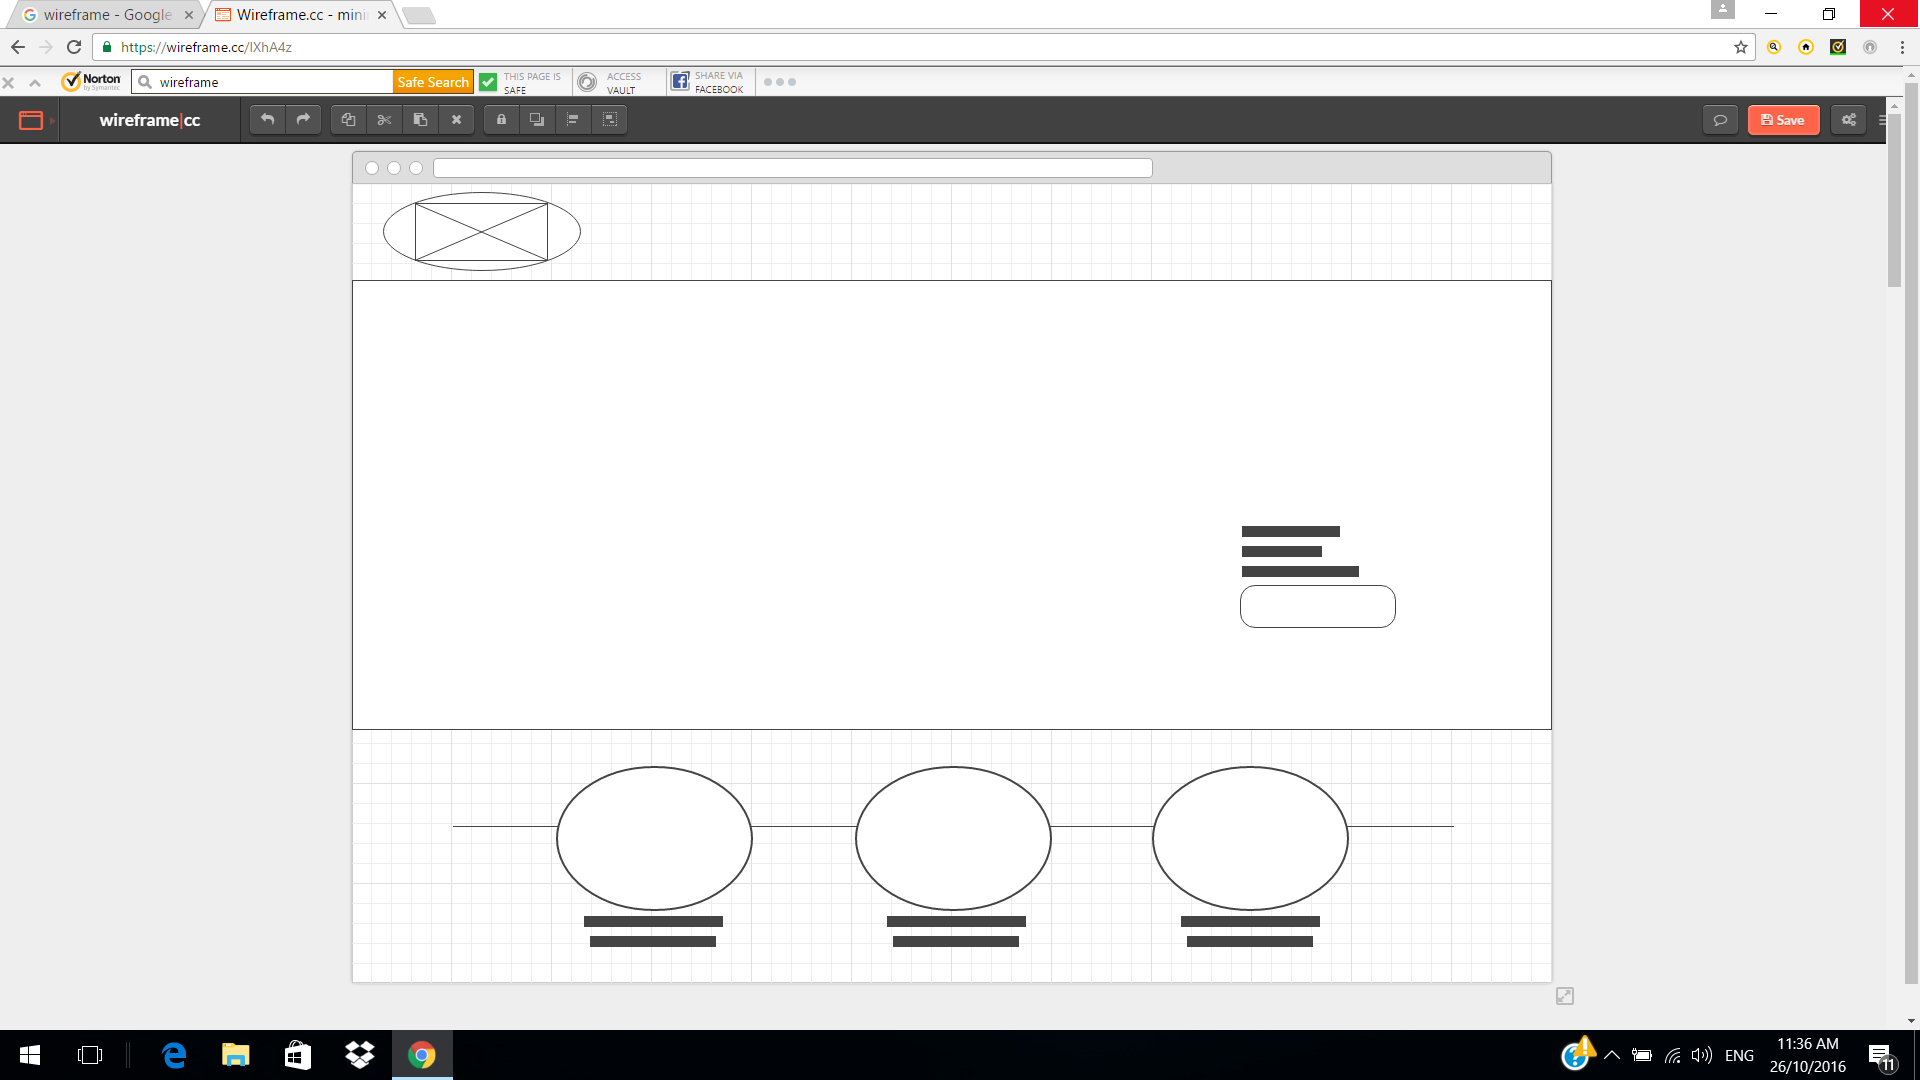 wireframe - Google
Wireframe.cc - mini
https://wireframe.cc/IXhA4z
Norton
by Symantec
wireframe
Safe Search
THIS PAGE IS
SAFE
ACCESS
VAULT
SHARE VIA
FACEBOOK
wireframe|cc
Save
ENG
11:36 AM
26/10/2016
11